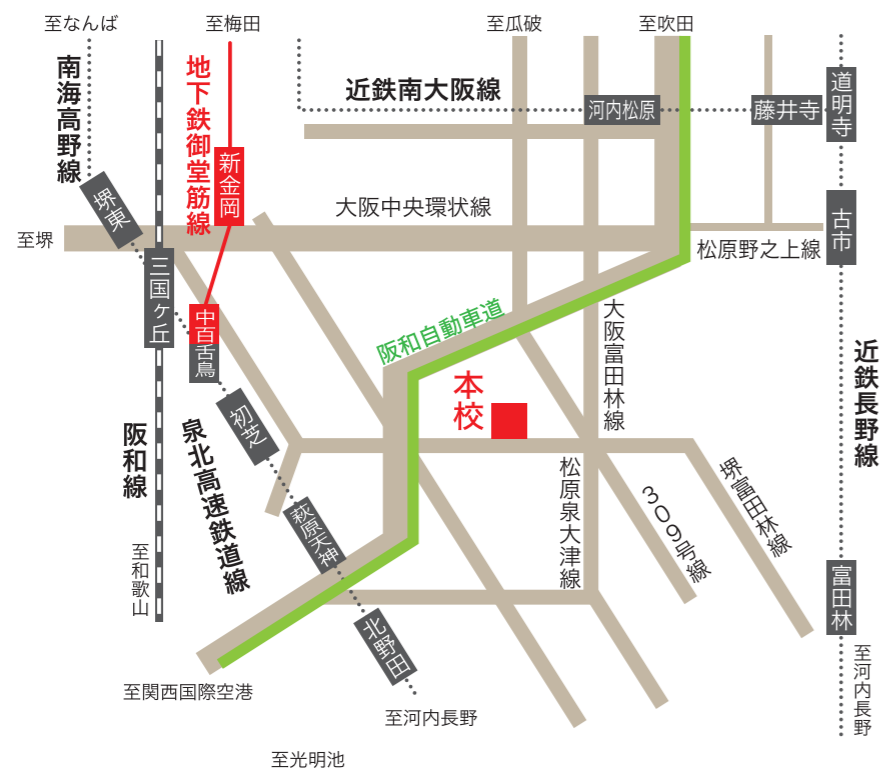 至なんば
至梅田
至瓜破
至吹田
南海高野線
地下鉄御堂筋線
近鉄南大阪線
河内松原
藤井寺
道明寺
新金岡
堺東
大阪中央環状線
古市
至堺
松原野之上線
三国ヶ丘
中百舌鳥
阪和自動車道
大阪富田林線
本校
近鉄長野線
初芝
阪和線
泉北高速鉄道線
松原泉大津線
309号線
堺富田林線
萩原天神
至和歌山
富田林
北野田
至河内長野
至関西国際空港
至河内長野
至光明池